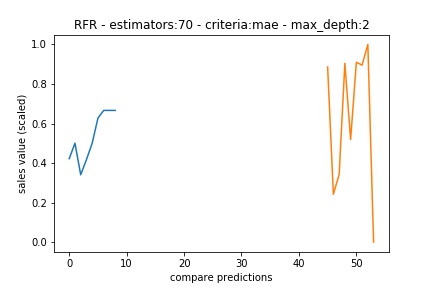 RFR - estimators:70 - criteria:mae - max_depth:2
1.0
0.8
0.6
0.4
0.2
0.0
sales value (scaled)
0 10 20 30 40 50
compare predictions